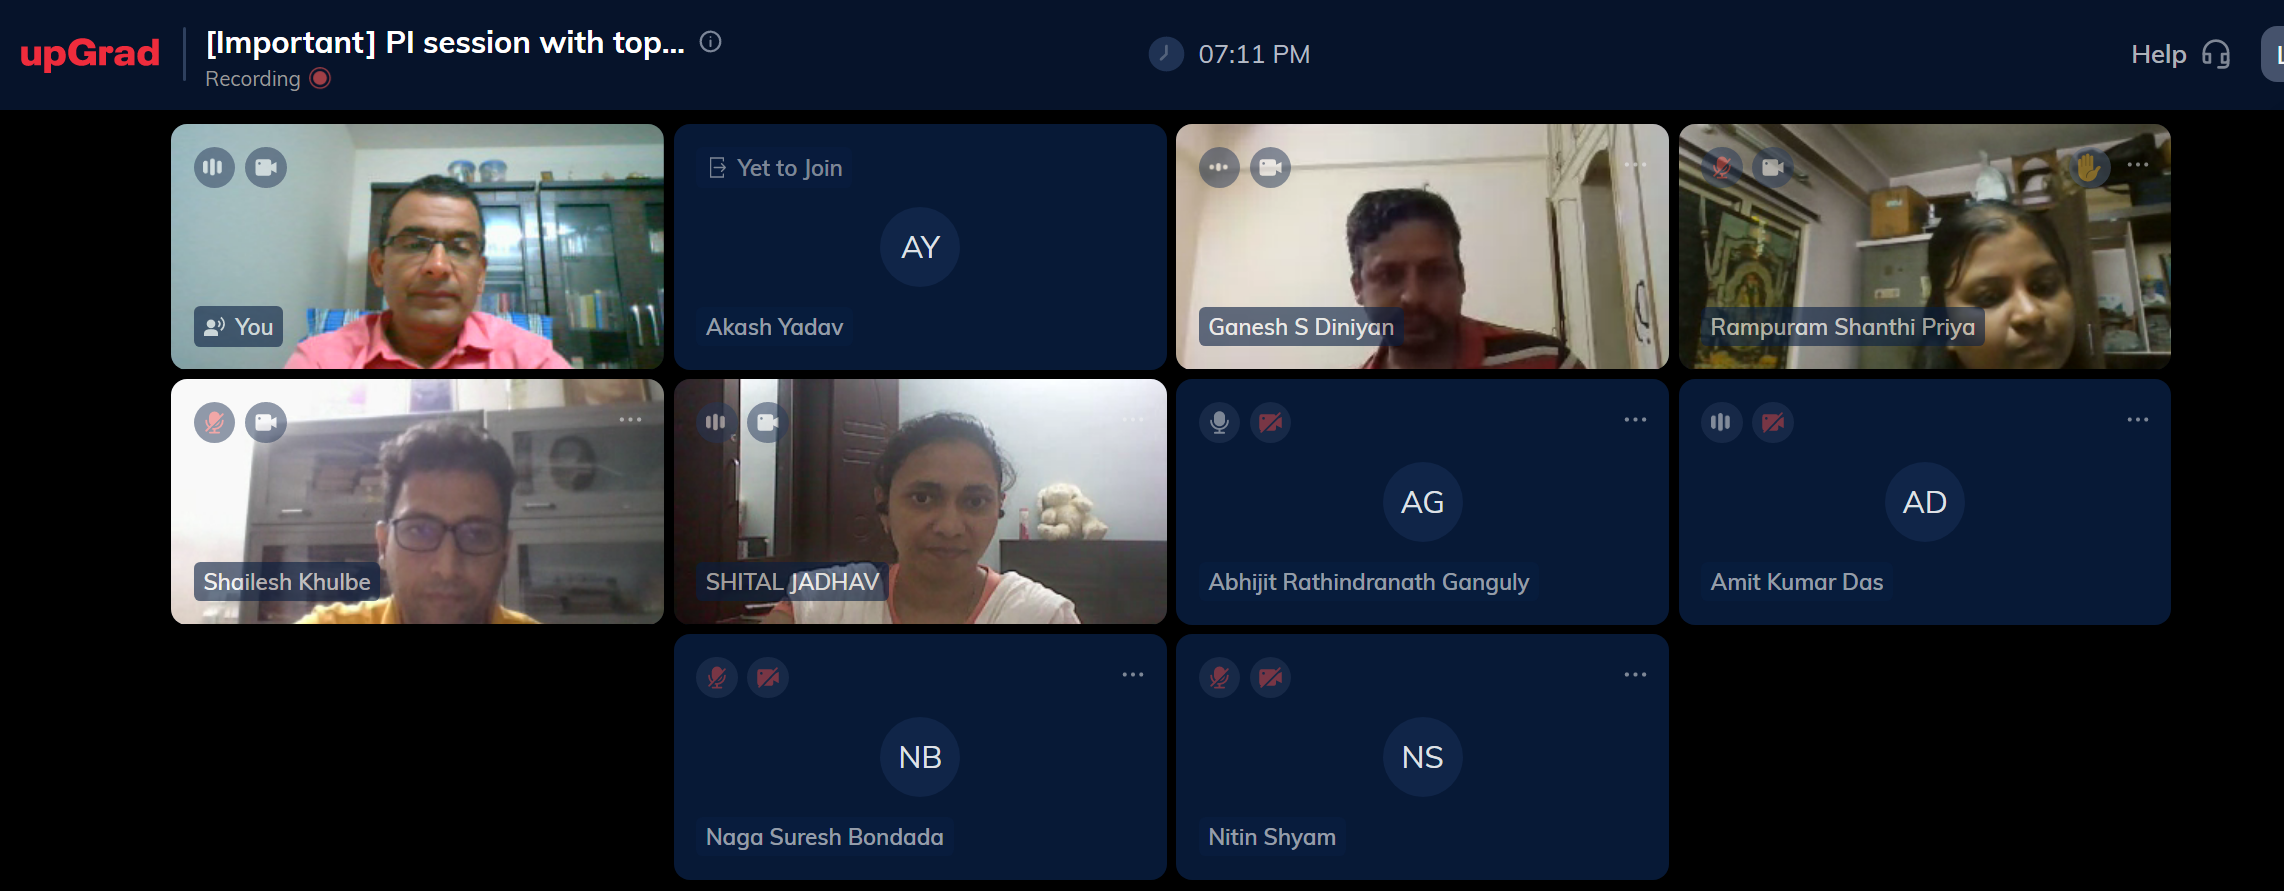 upGrad
[Important] PI session with top...
Recording
07:11 PM
Help
You
Yet to Join
AY
Akash Yadav
Ganesh S Diniyan
Rampuram Shanthi Priya
Shailesh Khulbe
SHITAL JADHAV
AG
Abhijit Rathindranath Ganguly
AD
Amit Kumar Das
NB
Naga Suresh Bondada
NS
Nitin Shyam